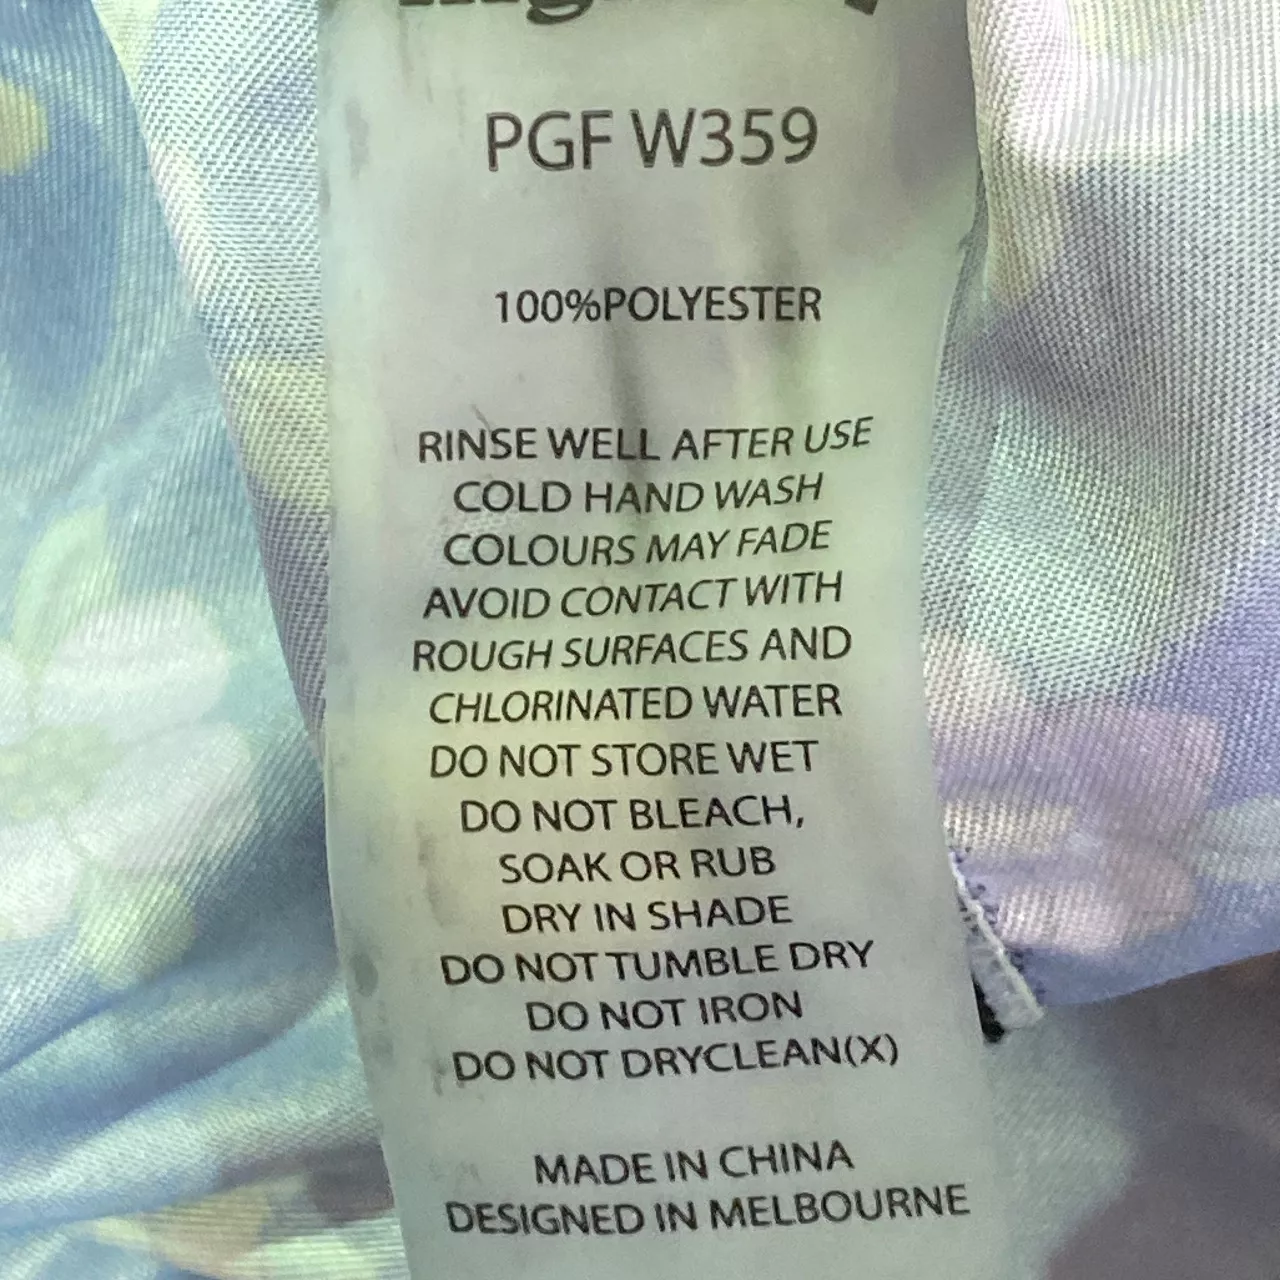 PGF W359
100%POLYESTER
RINSE WELL AFTER USE
COLD HAND WASH
COLOURS MAY FADE
AVOID CONTACT WITH
ROUGH SURFACES AND
CHLORINATED WATER
DO NOT STORE WET
DO NOT BLEACH,
SOAK OR RUB
DRY IN SHADE
DO NOT TUMBLE DRY
DO NOT IRON
DO NOT DRYCLEAN(X)
MADE IN CHINA
DESIGNED IN MELBOURNE